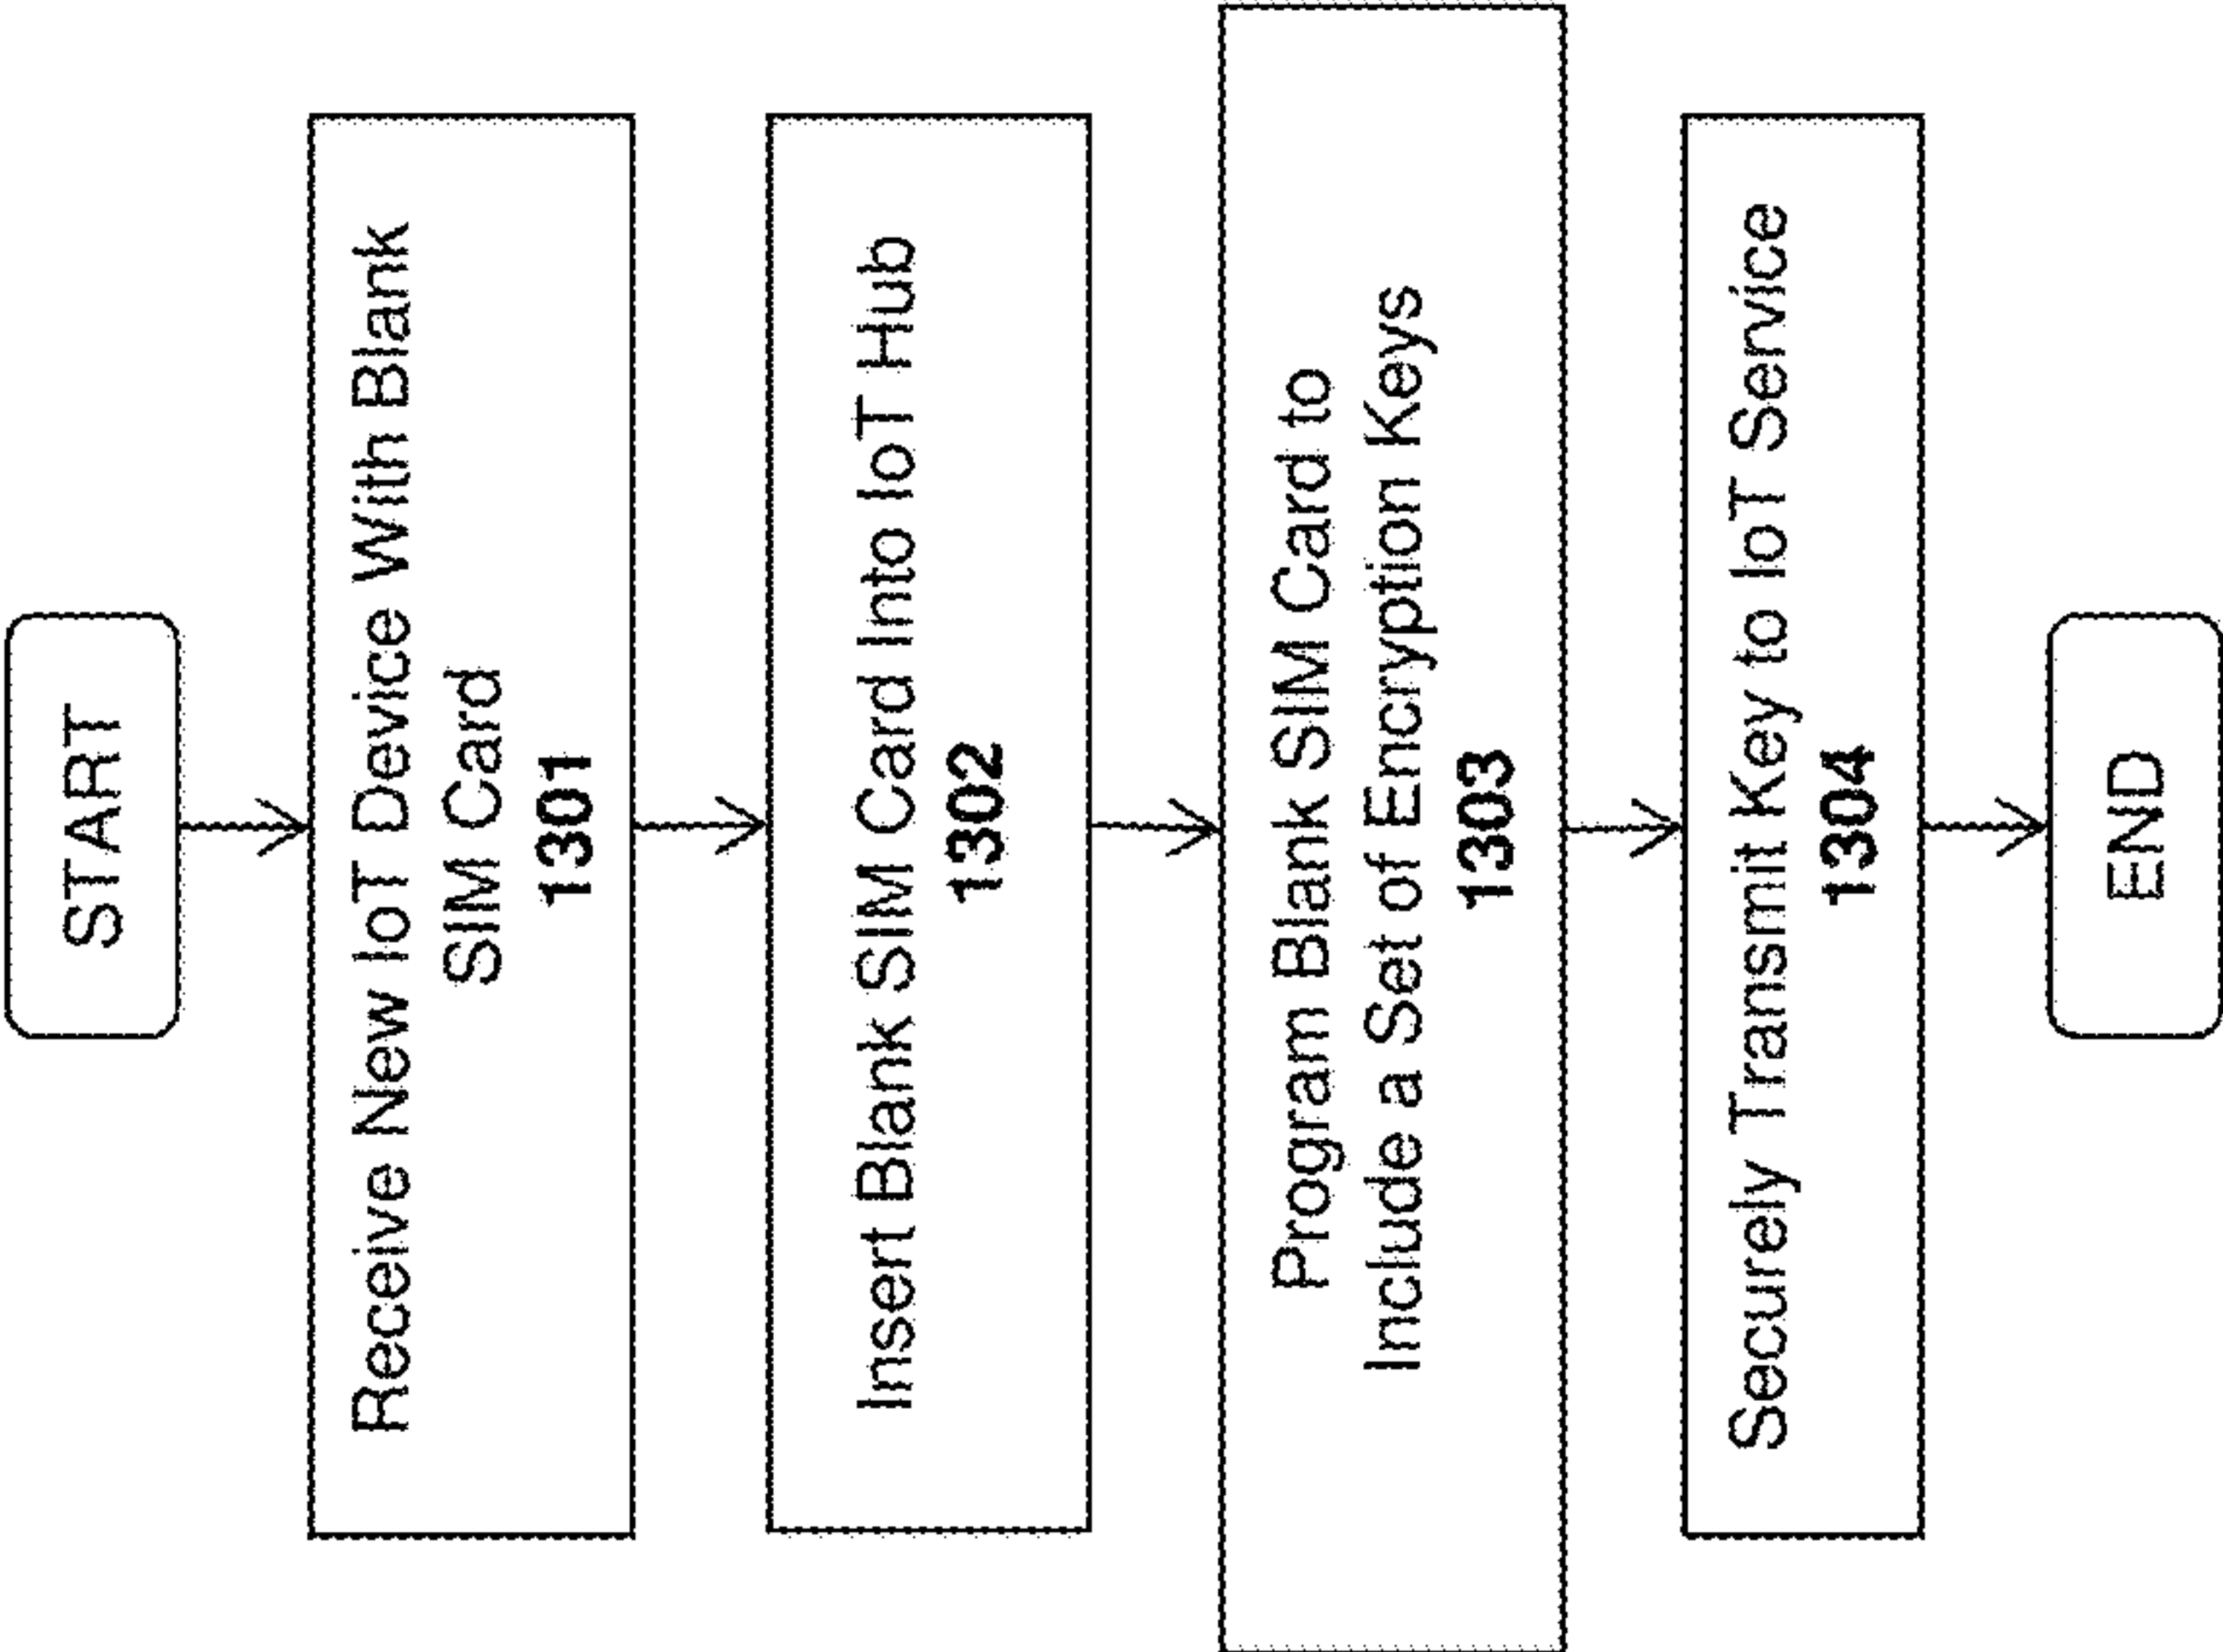 START
Receive New IoT Device With Blank
SIM Card
1301
Insert Blank SIM Card Into IoT Hub
1302
Program Blank SIM Card to
Include a Set of Encryption Keys
1303
Securely Transmit Key to IoT Service
1304
END